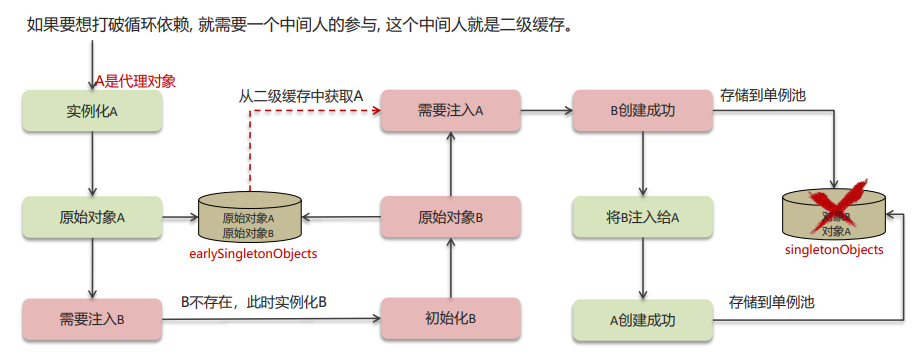 如果要想打破循环依赖, 就需要一个中间人的参与, 这个中间人就是二级缓存。
A是代理对象
实例化A
从二级缓存中获取A
需要注入A
B创建成功
存储到单例池
原始对象A
原始对象A
原始对象B
earlySingletonObjects
原始对象B
将B注入给A
对象B
对象A
singletonObjects
需要注入B
B不存在，此时实例化B
初始化B
A创建成功
存储到单例池